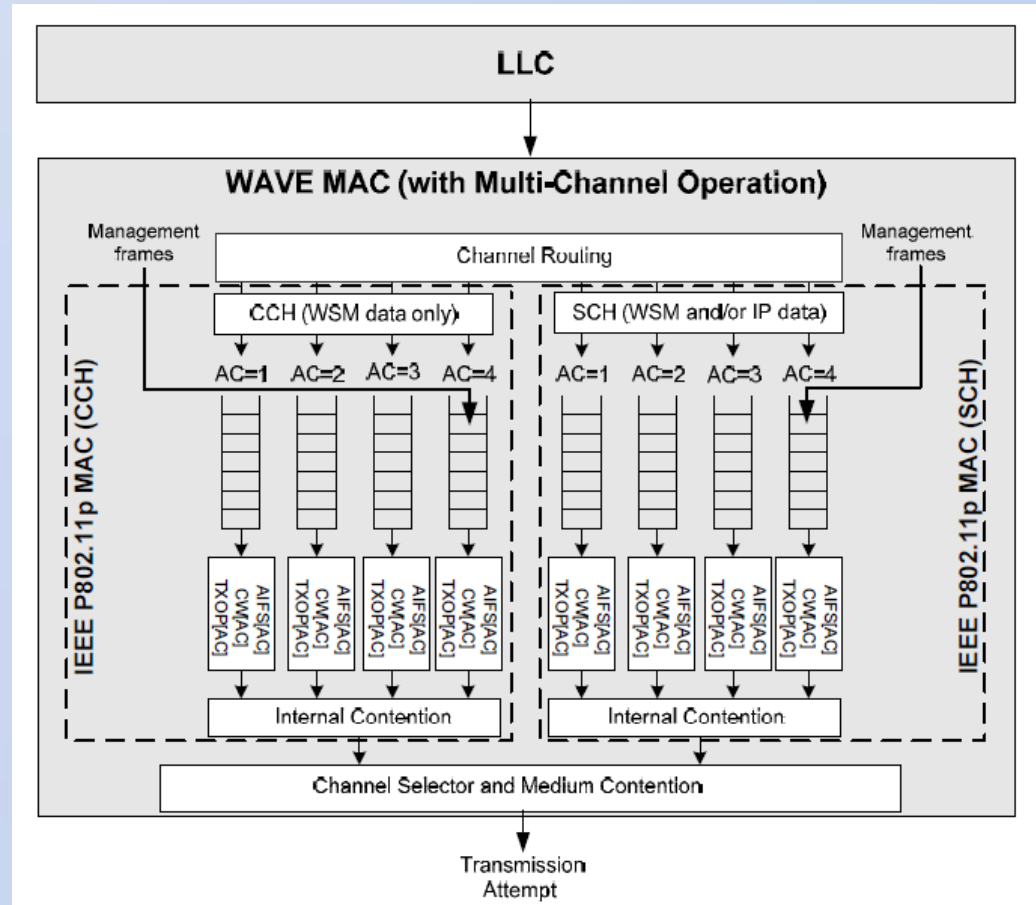 LLC
WAVE MAC (with Multi-Channel Operation)
Management
frames
Management
frames
Channel Routing
CCH (WSM data only)
SCH (WSM and/or IP data)
AC=1
AC=2
AC=3
AC=4
AC=1
AC=2
AC=3
AC=4
IEEE P802.11p MAC (CCH)
IEEE P802.11p MAC (SCH)
AIFS[AC]
CW[AC]
TXOP[AC]
AIFS[AC]
CW[AC]
TXOP[AC]
AIFS[AC]
CW[AC]
TXOP[AC]
AIFS[AC]
CW[AC]
TXOP[AC]
AIFS[AC]
CW[AC]
TXOP[AC]
AIFS[AC]
CW[AC]
TXOP[AC]
AIFS[AC]
CW[AC]
TXOP[AC]
AIFS[AC]
CW[AC]
TXOP[AC]
Internal Contention
Internal Contention
Channel Selector and Medium Contention
Transmission
Attempt